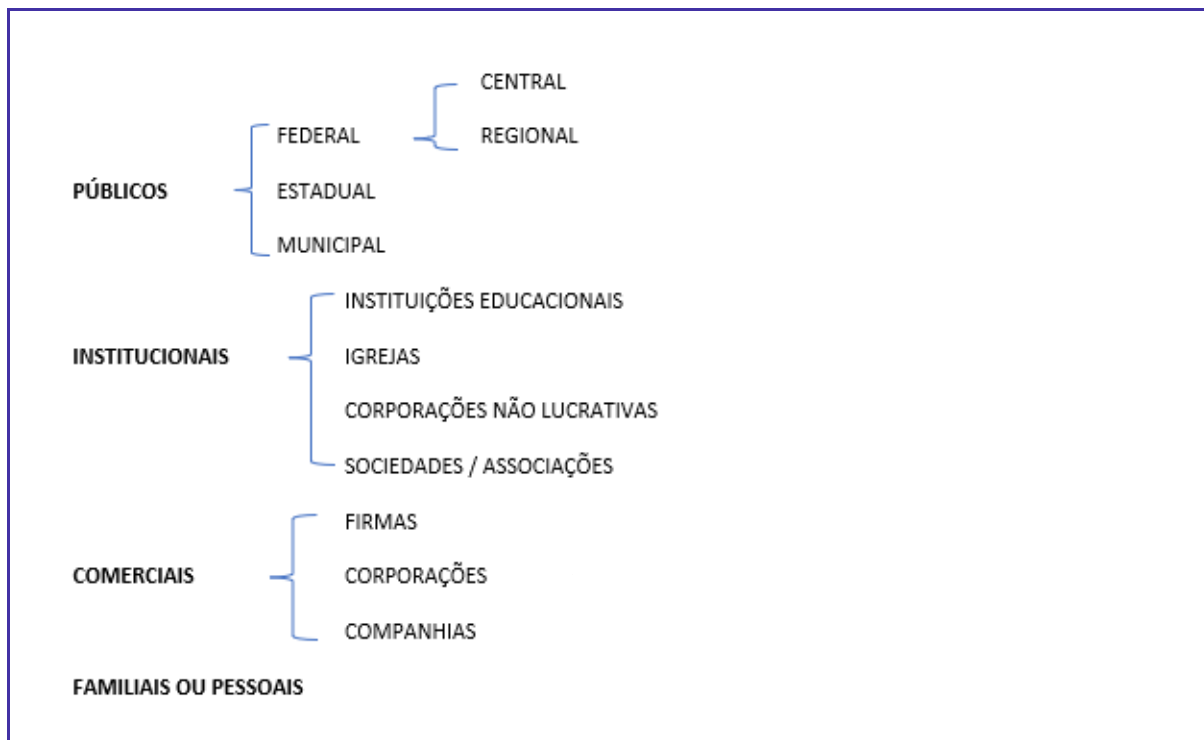 CENTRAL
FEDERAL REGIONAL
PÚBLICOS ESTADUAL
MUNICIPAL
INSTITUIÇÕES EDUCACIONAIS
INSTITUCIONAIS IGREJAS
CORPORAÇÕES NÃO LUCRATIVAS
SOCIEDADES / ASSOCIAÇÕES
FIRMAS
COMERCIAIS CORPORAÇÕES
COMPANHIAS
FAMILIAIS OU PESSOAIS